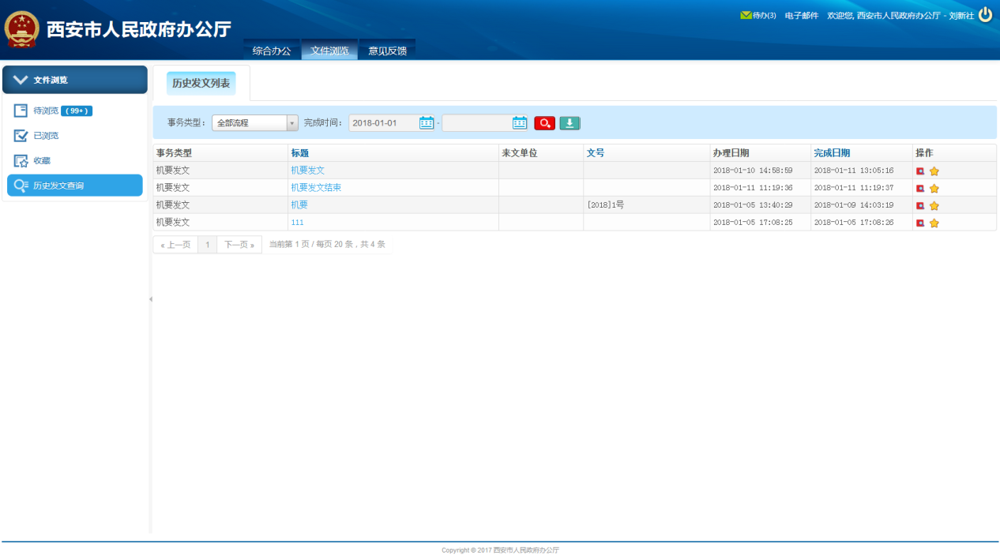 西安市人民政府办公厅
待办(3) 电子邮件 欢迎您, 西安市人民政府办公厅 - 刘新社
综合办公 文件浏览 意见反馈
文件浏览
待浏览 (99+)
已浏览
收藏
历史发文查询
历史发文列表
事务类型： 全部流程 完成时间： 2018-01-01 -
事务类型 标题 来文单位 文号 办理日期 完成日期 操作
机要发文 机要发文 2018-01-10 14:58:59 2018-01-11 13:05:16
机要发文 机要发文结束 2018-01-11 11:19:36 2018-01-11 11:19:37
机要发文 机要 [2018]1号 2018-01-05 13:40:29 2018-01-09 14:03:19
机要发文 111 2018-01-05 17:08:25 2018-01-05 17:08:26
« 上一页 1 下一页 » 当前第 1 页 / 每页 20 条，共 4 条
Copyright © 2017 西安市人民政府办公厅